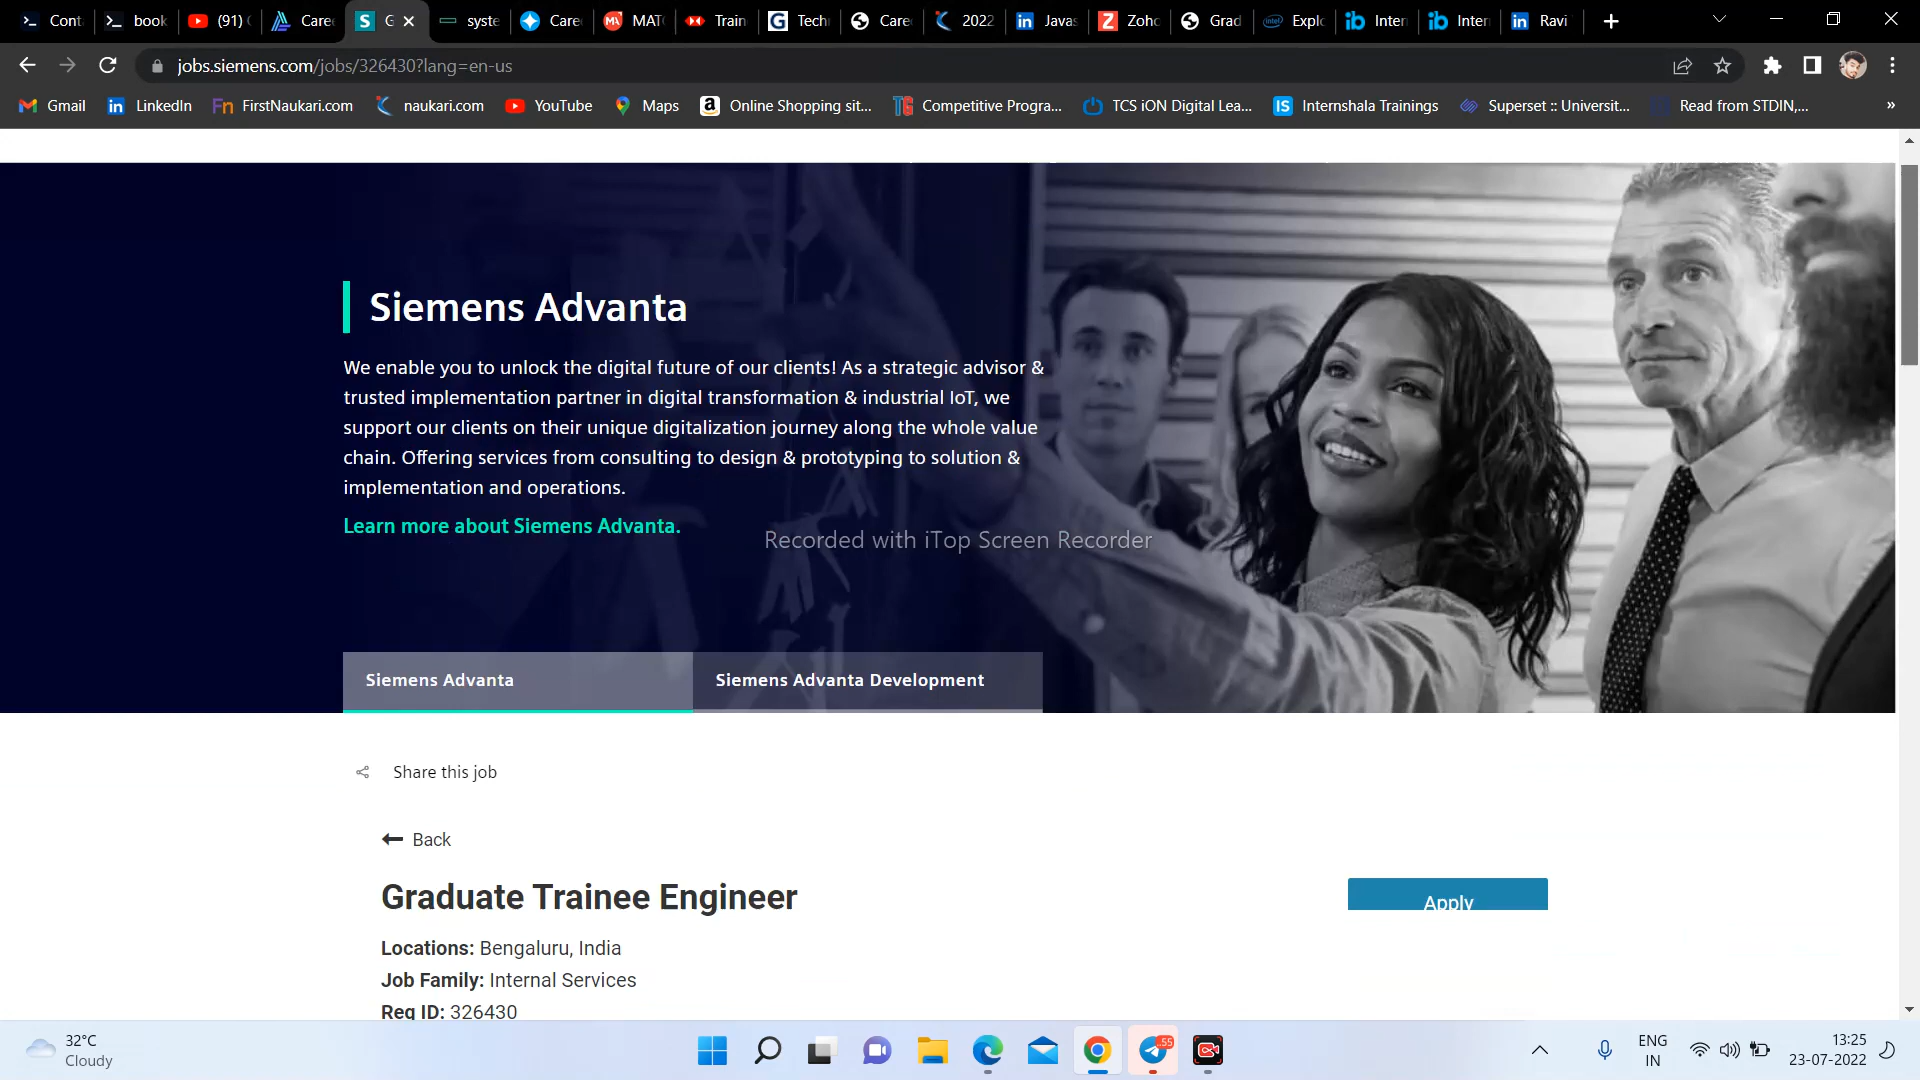 Cont
book
(91)
Care
G
syste
Care
MAT
Train
Tech
Care
2022
Javas
Zoho
Grad
Explo
Inter
Inter
Ravi
jobs.siemens.com/jobs/326430?lang=en-us
Gmail
LinkedIn
FirstNaukari.com
naukari.com
YouTube
Maps
Online Shopping sit...
Competitive Progra...
TCS iON Digital Lea...
Internshala Trainings
Superset :: Universit...
Read from STDIN,...
»
Siemens Advanta
We enable you to unlock the digital future of our clients! As a strategic advisor &
trusted implementation partner in digital transformation & industrial IoT, we
support our clients on their unique digitalization journey along the whole value
chain. Offering services from consulting to design & prototyping to solution &
implementation and operations.
Learn more about Siemens Advanta.
Recorded with iTop Screen Recorder
Siemens Advanta
Siemens Advanta Development
Share this job
Back
Graduate Trainee Engineer
Apply
Locations: Bengaluru, India
Job Family: Internal Services
Req ID: 326430
32°C
Cloudy
55
ENG
IN
13:25
23-07-2022